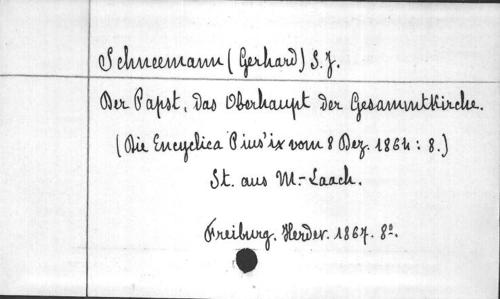 Schneemann (Gerhard) S.J.
Der Papst, das Oberhaupt der Gesammtkirche.
(Die Encyclica Pius' ix vom 8 Dez. 1864: 8.)
St. aus M.-Laach.
Freiburg. Herder. 1867. 8º.